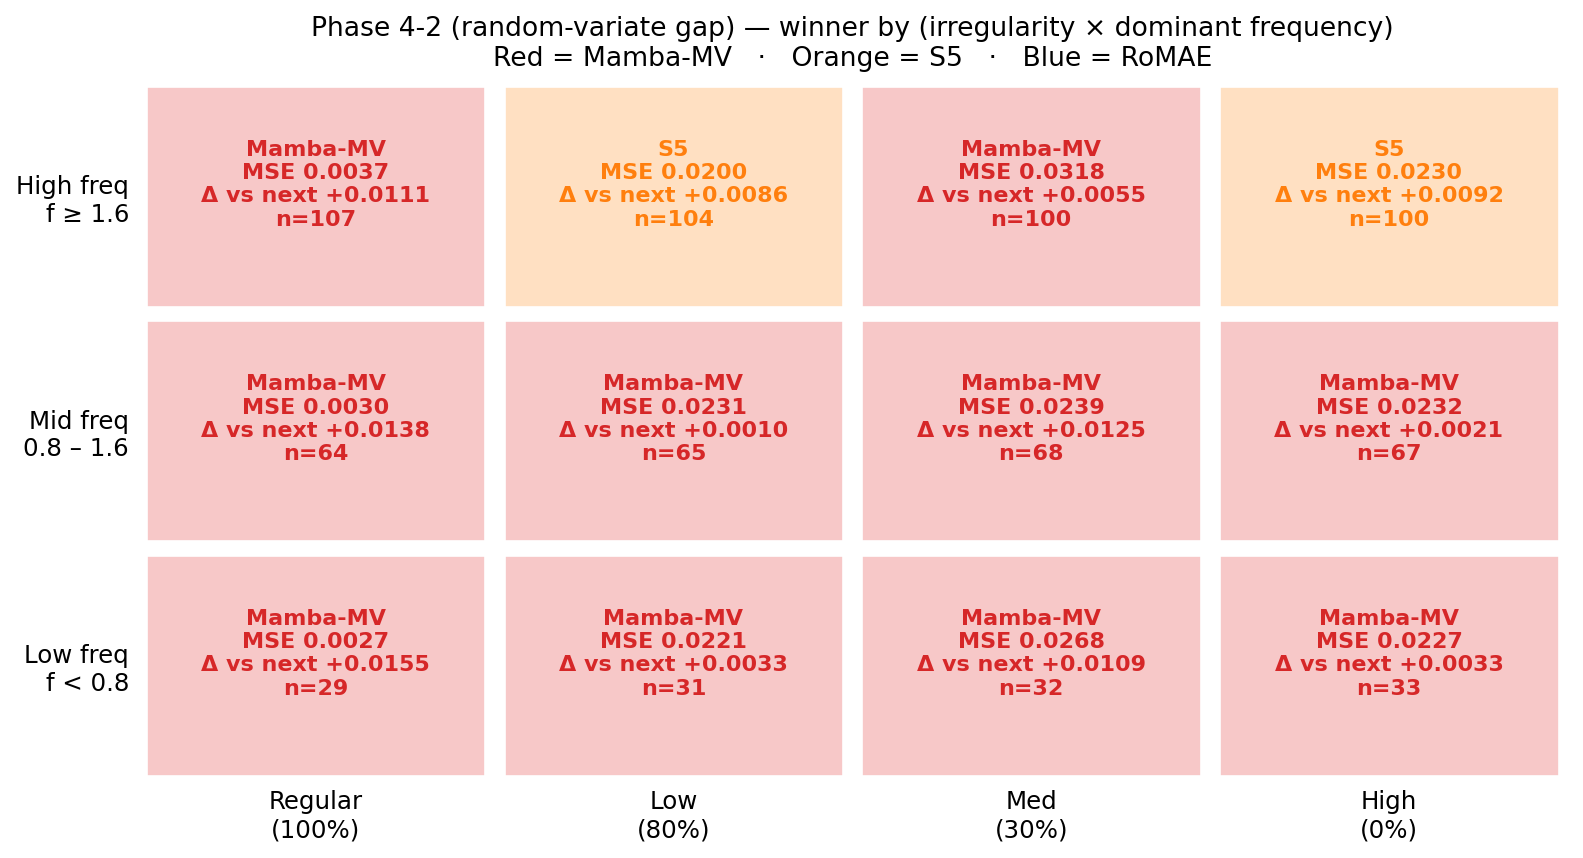 Phase 4-2 (random-variate gap) — winner by (irregularity × dominant frequency)
Red = Mamba-MV · Orange = S5 · Blue = RoMAE
High freq
f ≥ 1.6
Mamba-MV
MSE 0.0037
Δ vs next +0.0111
n=107
S5
MSE 0.0200
Δ vs next +0.0086
n=104
Mamba-MV
MSE 0.0318
Δ vs next +0.0055
n=100
S5
MSE 0.0230
Δ vs next +0.0092
n=100
Mid freq
0.8 – 1.6
Mamba-MV
MSE 0.0030
Δ vs next +0.0138
n=64
Mamba-MV
MSE 0.0231
Δ vs next +0.0010
n=65
Mamba-MV
MSE 0.0239
Δ vs next +0.0125
n=68
Mamba-MV
MSE 0.0232
Δ vs next +0.0021
n=67
Low freq
f < 0.8
Mamba-MV
MSE 0.0027
Δ vs next +0.0155
n=29
Mamba-MV
MSE 0.0221
Δ vs next +0.0033
n=31
Mamba-MV
MSE 0.0268
Δ vs next +0.0109
n=32
Mamba-MV
MSE 0.0227
Δ vs next +0.0033
n=33
Regular
(100%)
Low
(80%)
Med
(30%)
High
(0%)